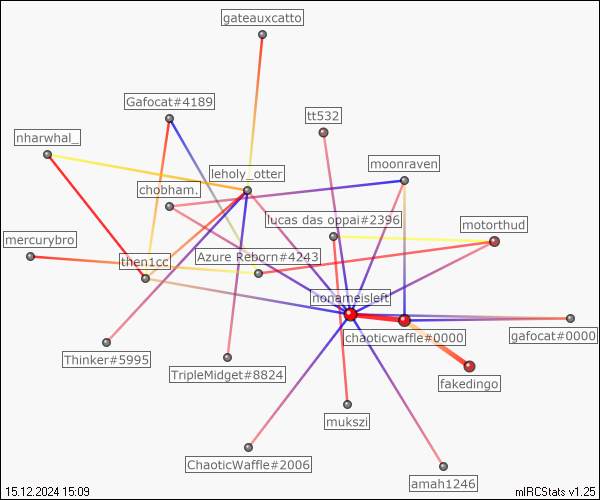 gateauxcatto
Gafocat#4189
tt532
nharwhal_
moonraven
leholy_otter
chobham.
lucas das oppai#2396
motorthud
mercurybro
then1cc
Azure Reborn#4243
nonameisleft
chaoticwaffle#0000
gafocat#0000
Thinker#5995
TripleMidget#8824
fakedingo
mukszi
ChaoticWaffle#2006
amah1246
15.12.2024 15:09
mIRCStats v1.25